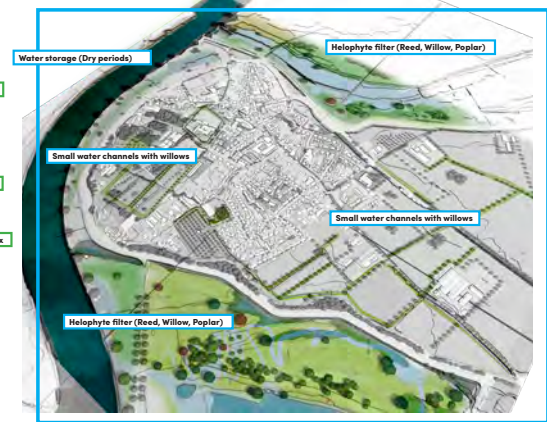 Helophyte filter (Reed, Willow, Poplar)
Water storage (Dry periods)
Small water channels with willows
Small water channels with willows
x
Helophyte filter (Reed, Willow, Poplar)